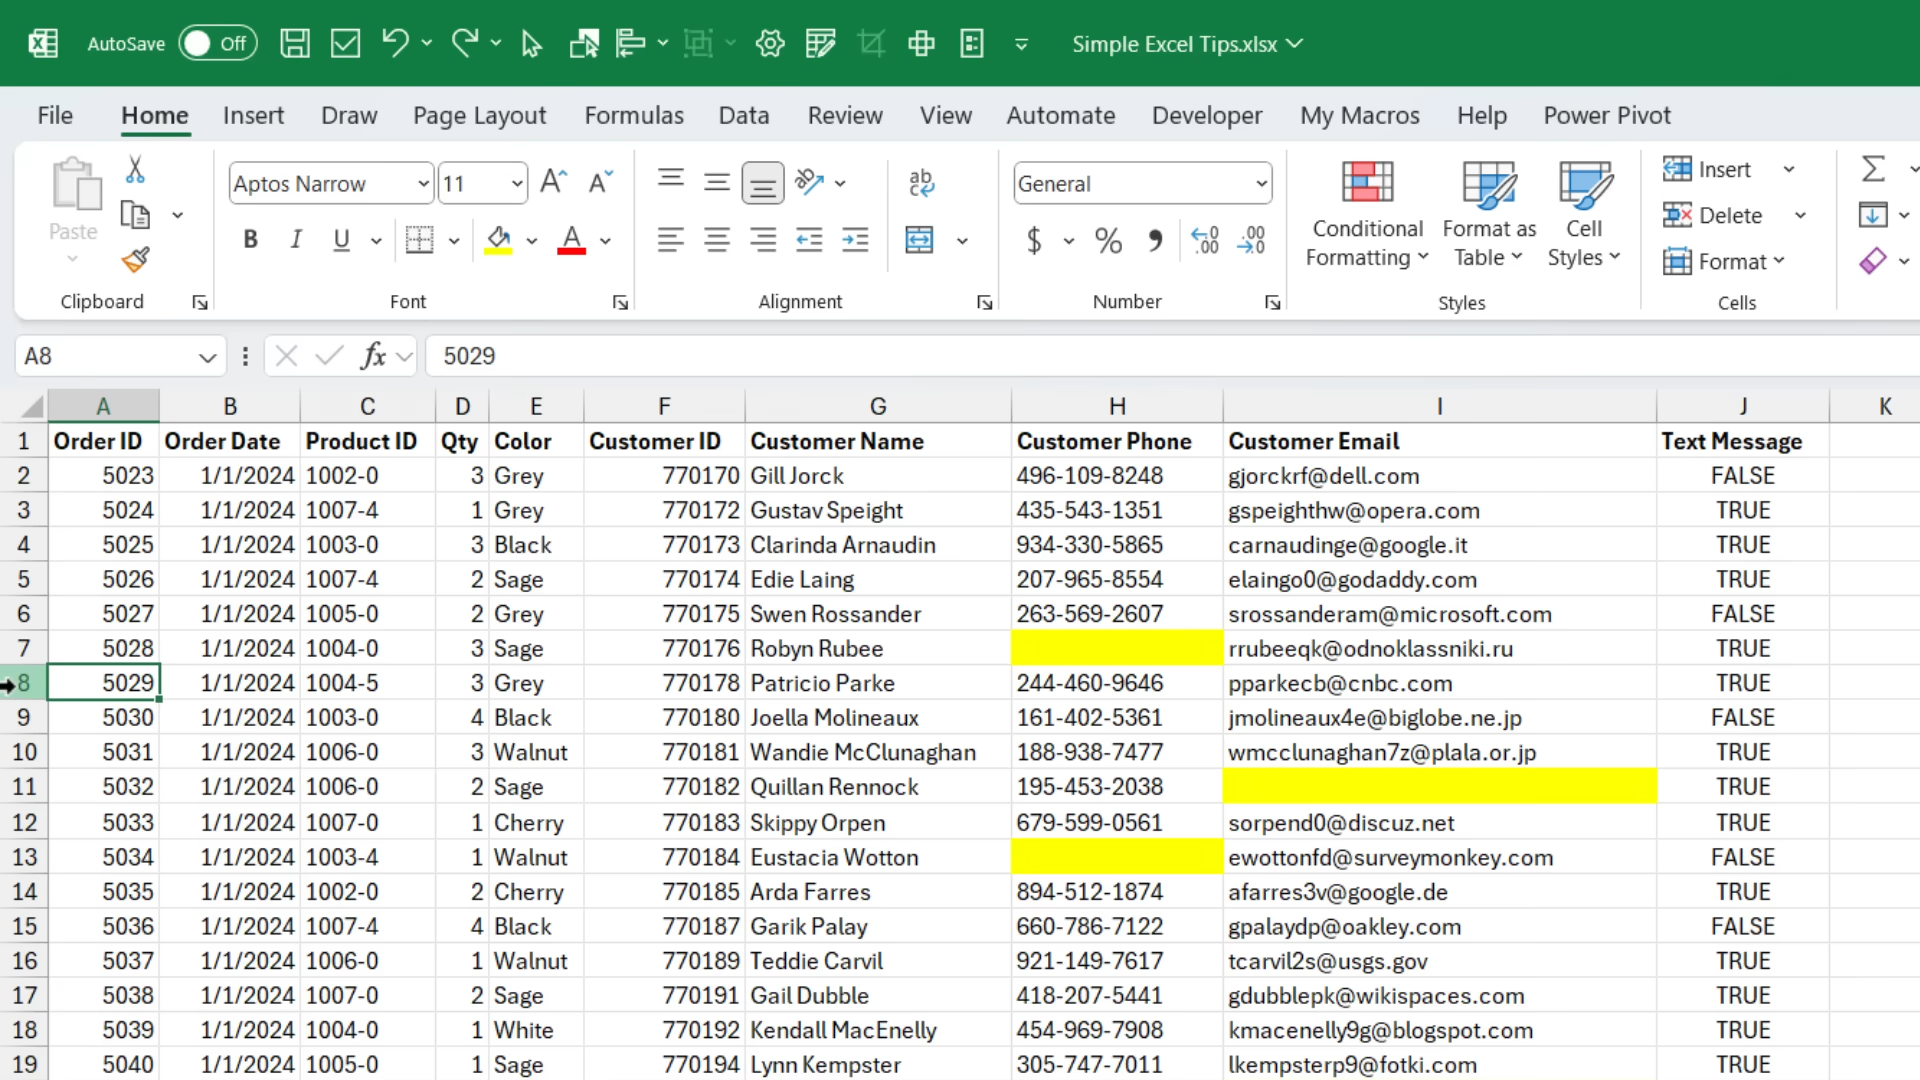 AutoSave Off Simple Excel Tips.xlsx
File Home Insert Draw Page Layout Formulas Data Review View Automate Developer My Macros Help Power Pivot
Paste Aptos Narrow 11 General Conditional Formatting Format as Table Cell Styles Insert Delete Format
Clipboard Font Alignment Number Styles Cells
A8 fx 5029
A B C D E F G H I J K
1 Order ID Order Date Product ID Qty Color Customer ID Customer Name Customer Phone Customer Email Text Message
2 5023 1/1/2024 1002-0 3 Grey 770170 Gill Jorck 496-109-8248 gjorckrf@dell.com FALSE
3 5024 1/1/2024 1007-4 1 Grey 770172 Gustav Speight 435-543-1351 gspeighthw@opera.com TRUE
4 5025 1/1/2024 1003-0 3 Black 770173 Clarinda Arnaudin 934-330-5865 carnaudinge@google.it TRUE
5 5026 1/1/2024 1007-4 2 Sage 770174 Edie Laing 207-965-8554 elaingo0@godaddy.com TRUE
6 5027 1/1/2024 1005-0 2 Grey 770175 Swen Rossander 263-569-2607 srossanderam@microsoft.com FALSE
7 5028 1/1/2024 1004-0 3 Sage 770176 Robyn Rubee rrubeeqk@odnoklassniki.ru TRUE
8 5029 1/1/2024 1004-5 3 Grey 770178 Patricio Parke 244-460-9646 pparkecb@cnbc.com TRUE
9 5030 1/1/2024 1003-0 4 Black 770180 Joella Molineaux 161-402-5361 jmolineaux4e@biglobe.ne.jp FALSE
10 5031 1/1/2024 1006-0 3 Walnut 770181 Wandie McClunaghan 188-938-7477 wmcclunaghan7z@plala.or.jp TRUE
11 5032 1/1/2024 1006-0 2 Sage 770182 Quillan Rennock 195-453-2038 TRUE
12 5033 1/1/2024 1007-0 1 Cherry 770183 Skippy Orpen 679-599-0561 sorpend0@discuz.net TRUE
13 5034 1/1/2024 1003-4 1 Walnut 770184 Eustacia Wotton ewottonfd@surveymonkey.com FALSE
14 5035 1/1/2024 1002-0 2 Cherry 770185 Arda Farres 894-512-1874 afarres3v@google.de TRUE
15 5036 1/1/2024 1007-4 4 Black 770187 Garik Palay 660-786-7122 gpalaydp@oakley.com FALSE
16 5037 1/1/2024 1006-0 1 Walnut 770189 Teddie Carvil 921-149-7617 tcarvil2s@usgs.gov TRUE
17 5038 1/1/2024 1007-0 2 Sage 770191 Gail Dubble 418-207-5441 gdubblepk@wikispaces.com TRUE
18 5039 1/1/2024 1004-0 1 White 770192 Kendall MacEnelly 454-969-7908 kmacenelly9g@blogspot.com TRUE
19 5040 1/1/2024 1005-0 1 Sage 770194 Lynn Kempster 305-747-7011 lkempsterp9@fotki.com TRUE